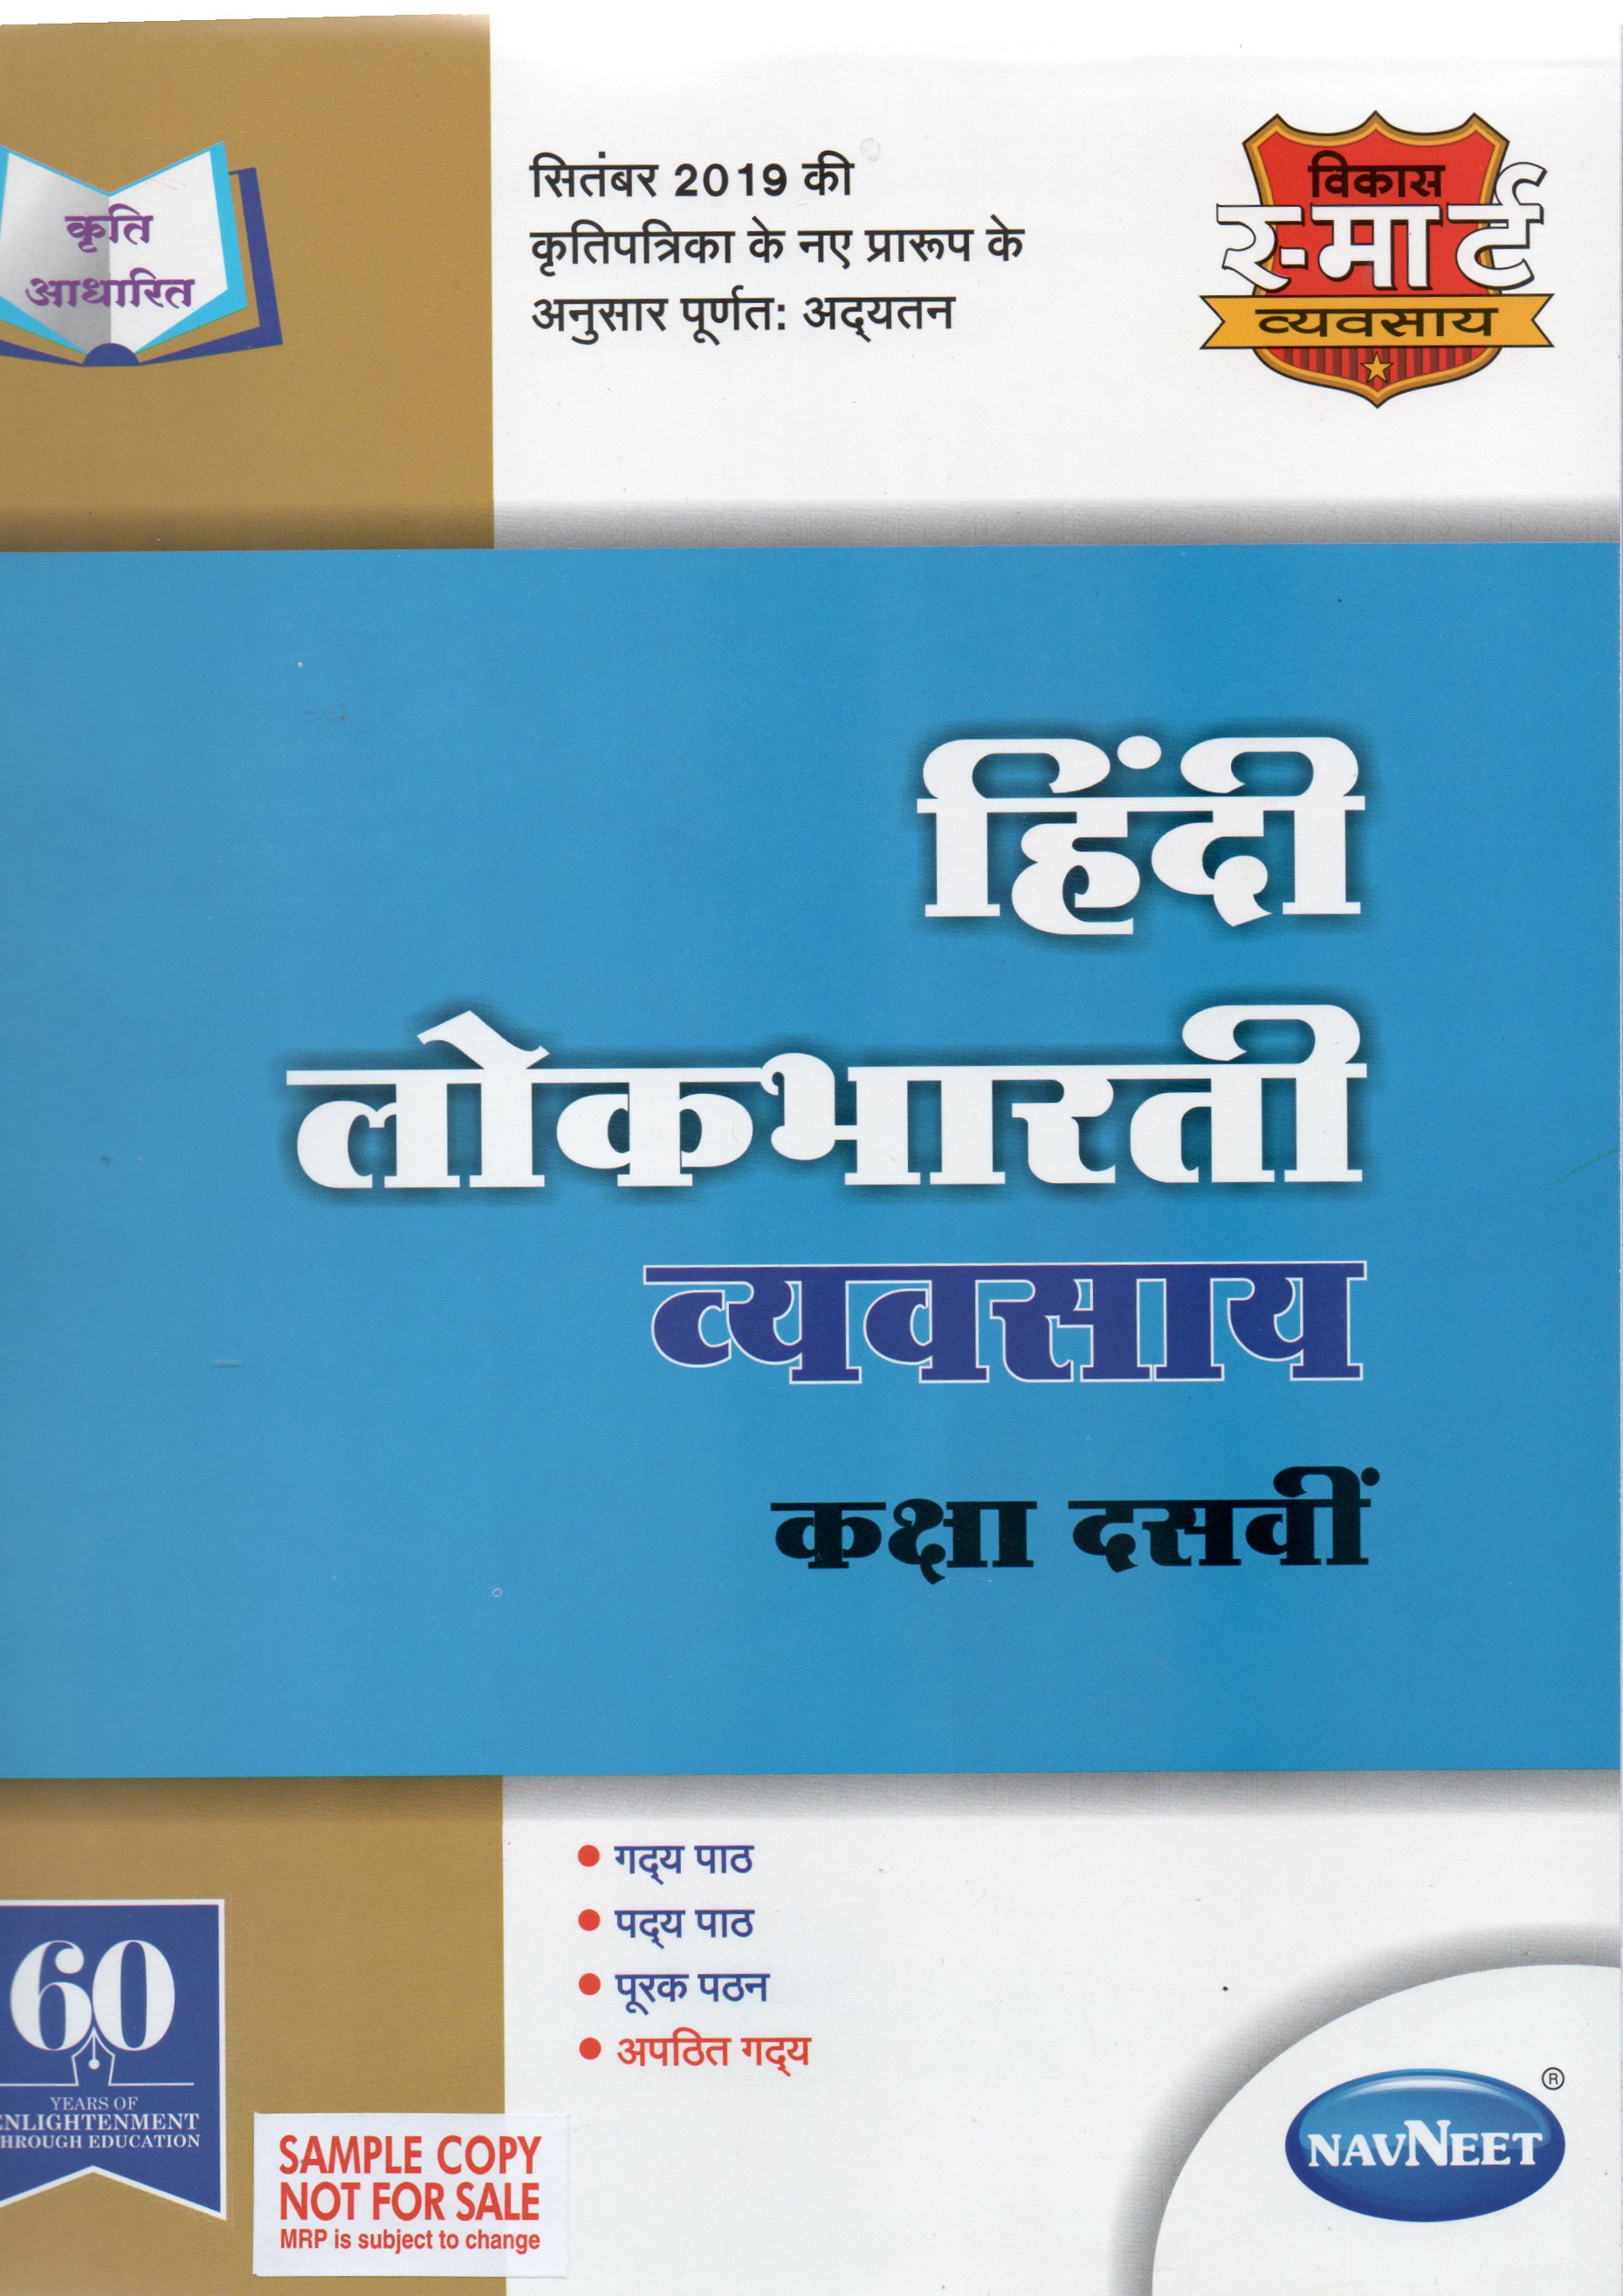 कृति
आधारित
सितंबर 2019 की
कृतिपत्रिका के नए प्रारूप के
अनुसार पूर्णत: अद्यतन
विकास
स्मार्ट
व्यवसाय
हिंदी
लोकभारती
व्यवसाय
कक्षा दसवीं
• गद्य पाठ
• पद्य पाठ
• पूरक पठन
• अपठित गद्य
60
YEARS OF
ENLIGHTENMENT
THROUGH EDUCATION
SAMPLE COPY
NOT FOR SALE
MRP is subject to change
NAVNEET ®